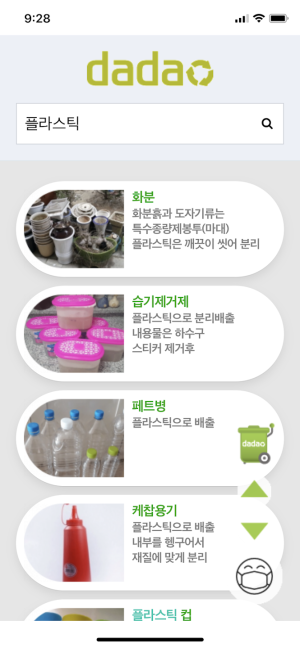 9:28
dadao
플라스틱
화분
화분흙과 도자기류는
특수종량제봉투(마대)
플라스틱은 깨끗이 씻어 분리
습기제거제
플라스틱으로 분리배출
내용물은 하수구
스티커 제거후
페트병
플라스틱으로 배출
dadao
케찹용기
플라스틱으로 배출
내부를 헹구어서
재질에 맞게 분리
플라스틱 컵